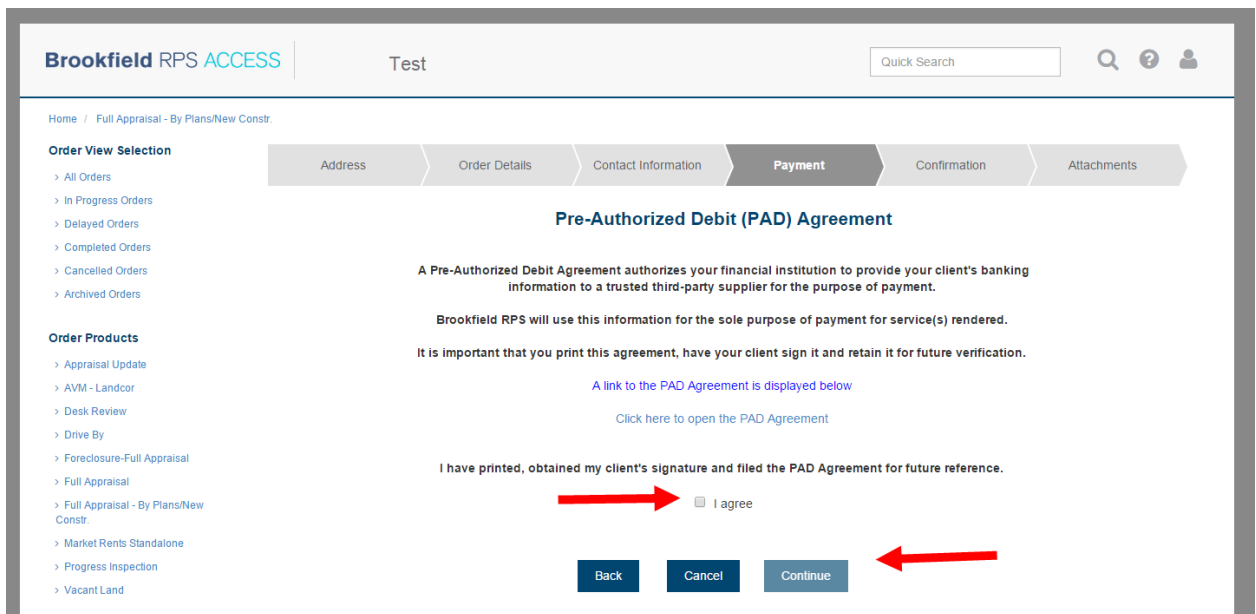 Brookfield RPS ACCESS
Test
Quick Search
Home / Full Appraisal - By Plans/New Constr.
Order View Selection
> All Orders
> In Progress Orders
> Delayed Orders
> Completed Orders
> Cancelled Orders
> Archived Orders
Order Products
> Appraisal Update
> AVM - Landcor
> Desk Review
> Drive By
> Foreclosure-Full Appraisal
> Full Appraisal
> Full Appraisal - By Plans/New
Constr.
> Market Rents Standalone
> Progress Inspection
> Vacant Land
Address
Order Details
Contact Information
Payment
Confirmation
Attachments
Pre-Authorized Debit (PAD) Agreement
A Pre-Authorized Debit Agreement authorizes your financial institution to provide your client's banking
information to a trusted third-party supplier for the purpose of payment.
Brookfield RPS will use this information for the sole purpose of payment for service(s) rendered.
It is important that you print this agreement, have your client sign it and retain it for future verification.
A link to the PAD Agreement is displayed below
Click here to open the PAD Agreement
I have printed, obtained my client's signature and filed the PAD Agreement for future reference.
I agree
Back
Cancel
Continue